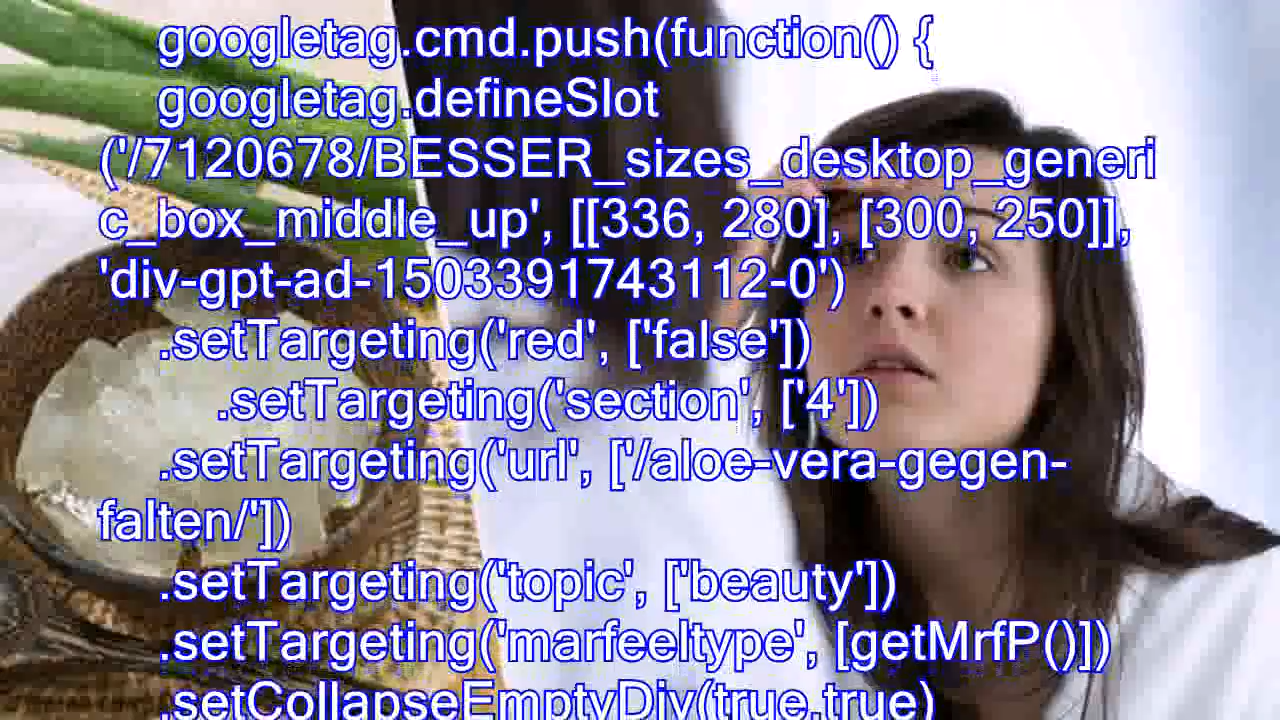 googletag.cmd.push(function() {
googletag.defineSlot
('/7120678/BESSER_sizes_desktop_generi
c_box_middle_up', [[336, 280], [300, 250]],
'div-gpt-ad-1503391743112-0')
.setTargeting('red', ['false'])
.setTargeting('section', ['4'])
.setTargeting('url', ['/aloe-vera-gegen-
falten/'])
.setTargeting('topic', ['beauty'])
.setTargeting('marfeeltype', [getMrfP()])
.setCollapseEmptyDiv(true,true)